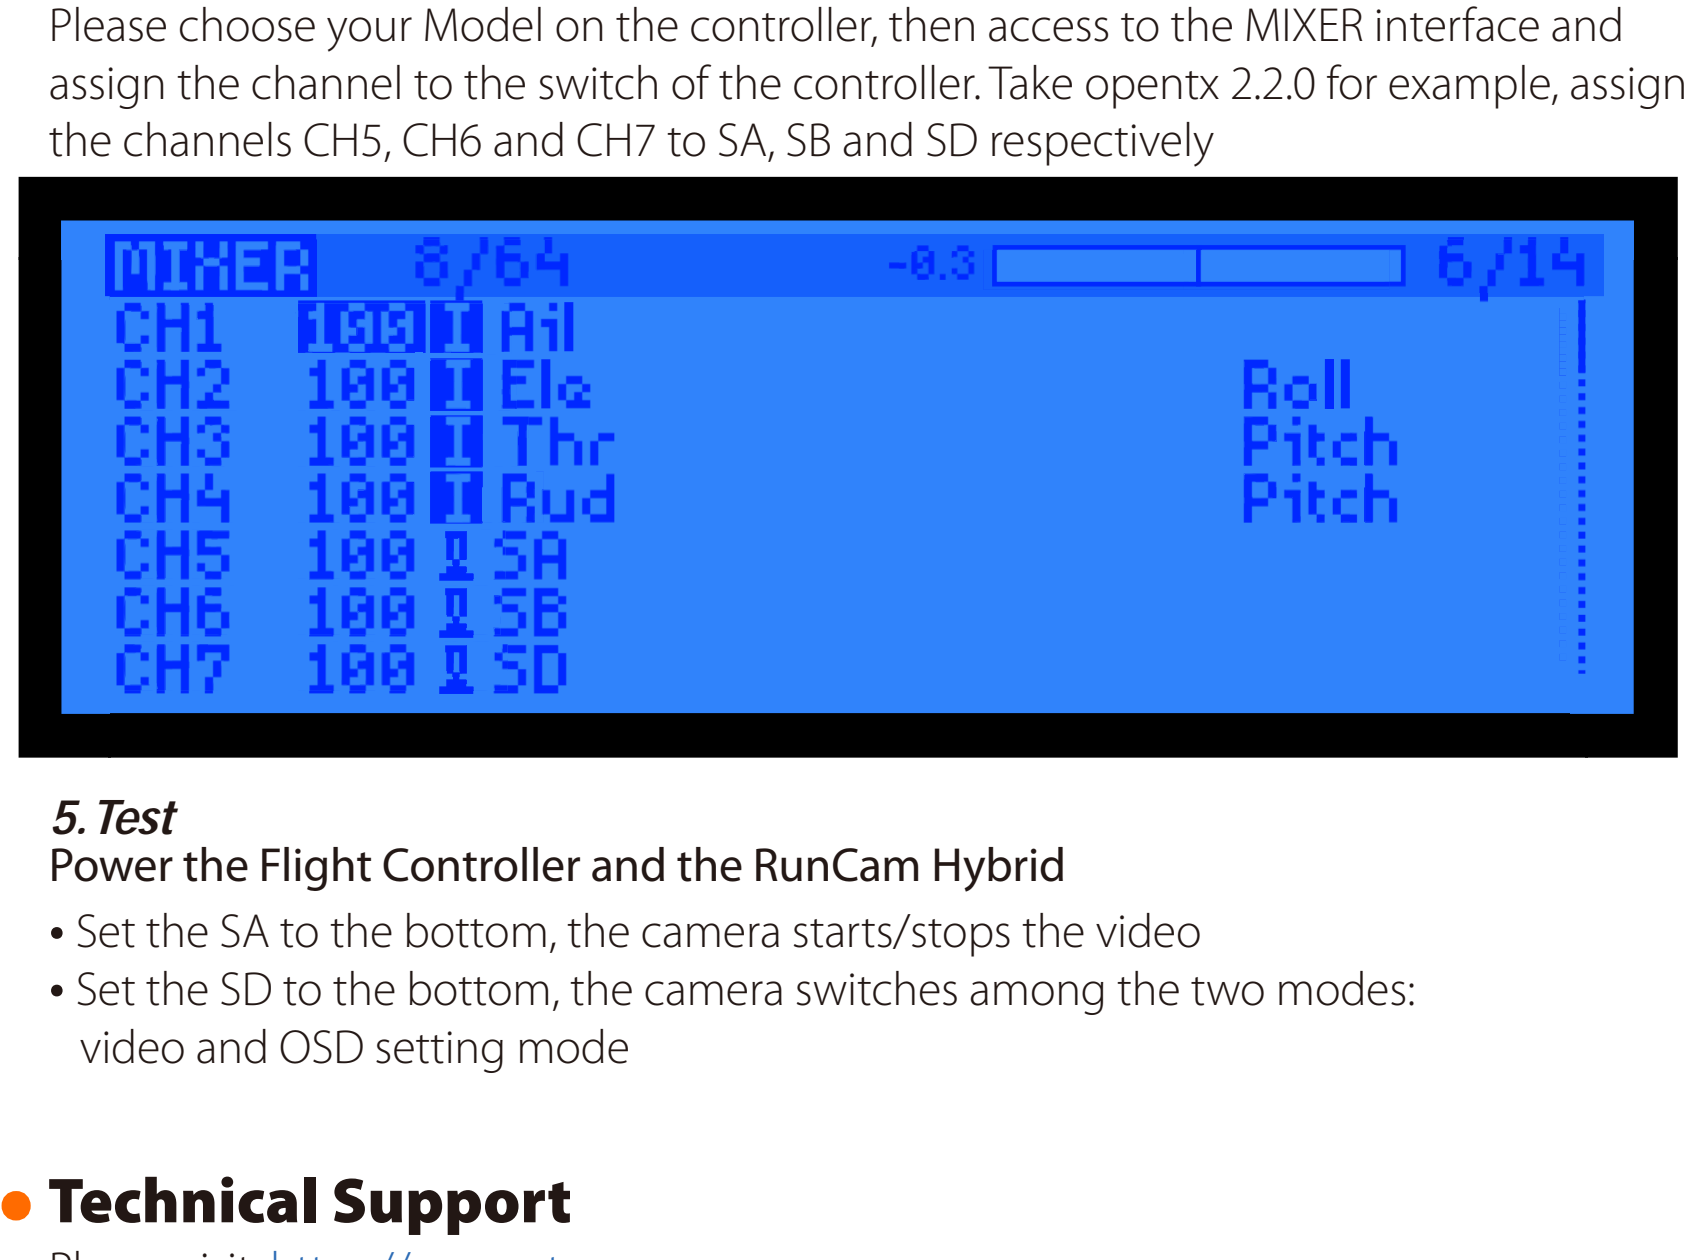 Please choose your Model on the controller, then access to the MIXER interface and
assign the channel to the switch of the controller. Take opentx 2.2.0 for example, assign
the channels CH5, CH6 and CH7 to SA, SB and SD respectively
MIXER 8/64 -0.3 6/14
CH1 100 I Ail
CH2 100 I Ele Roll
CH3 100 I Thr Pitch
CH4 100 I Rud Pitch
CH5 100 SA
CH6 100 SB
CH7 100 SD
5. Test
Power the Flight Controller and the RunCam Hybrid
• Set the SA to the bottom, the camera starts/stops the video
• Set the SD to the bottom, the camera switches among the two modes:
video and OSD setting mode
Technical Support